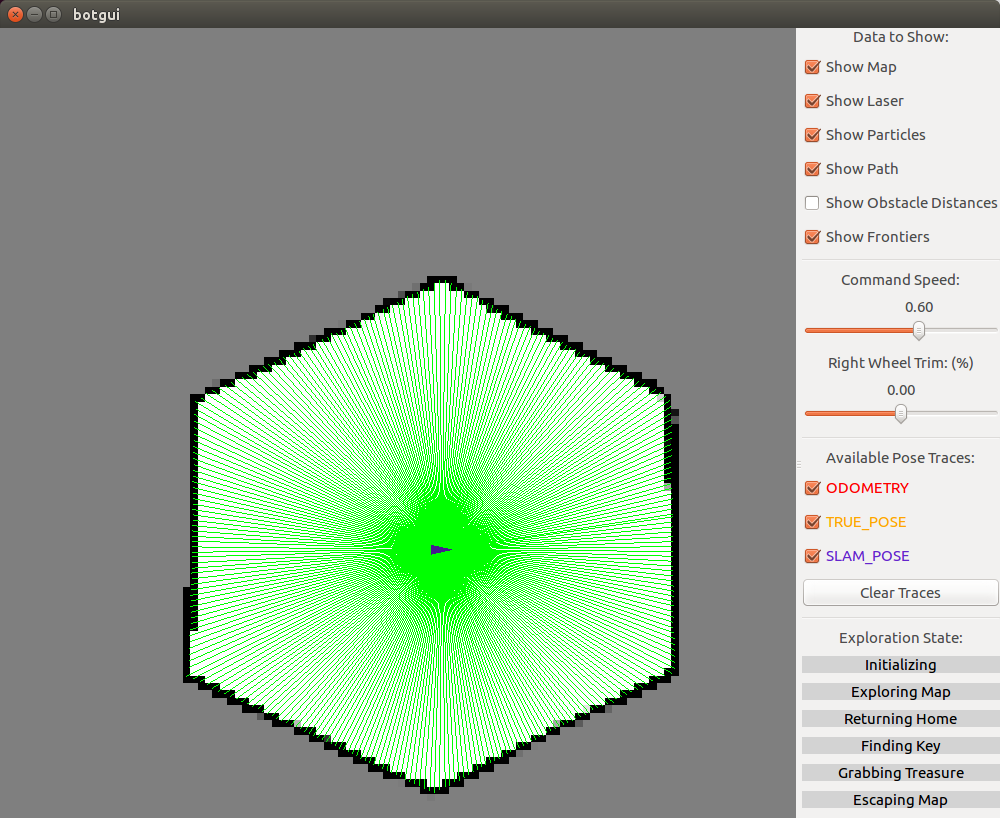 botgui
Data to Show:
Show Map
Show Laser
Show Particles
Show Path
Show Obstacle Distances
Show Frontiers
Command Speed:
0.60
Right Wheel Trim: (%)
0.00
Available Pose Traces:
ODOMETRY
TRUE_POSE
SLAM_POSE
Clear Traces
Exploration State:
Initializing
Exploring Map
Returning Home
Finding Key
Grabbing Treasure
Escaping Map